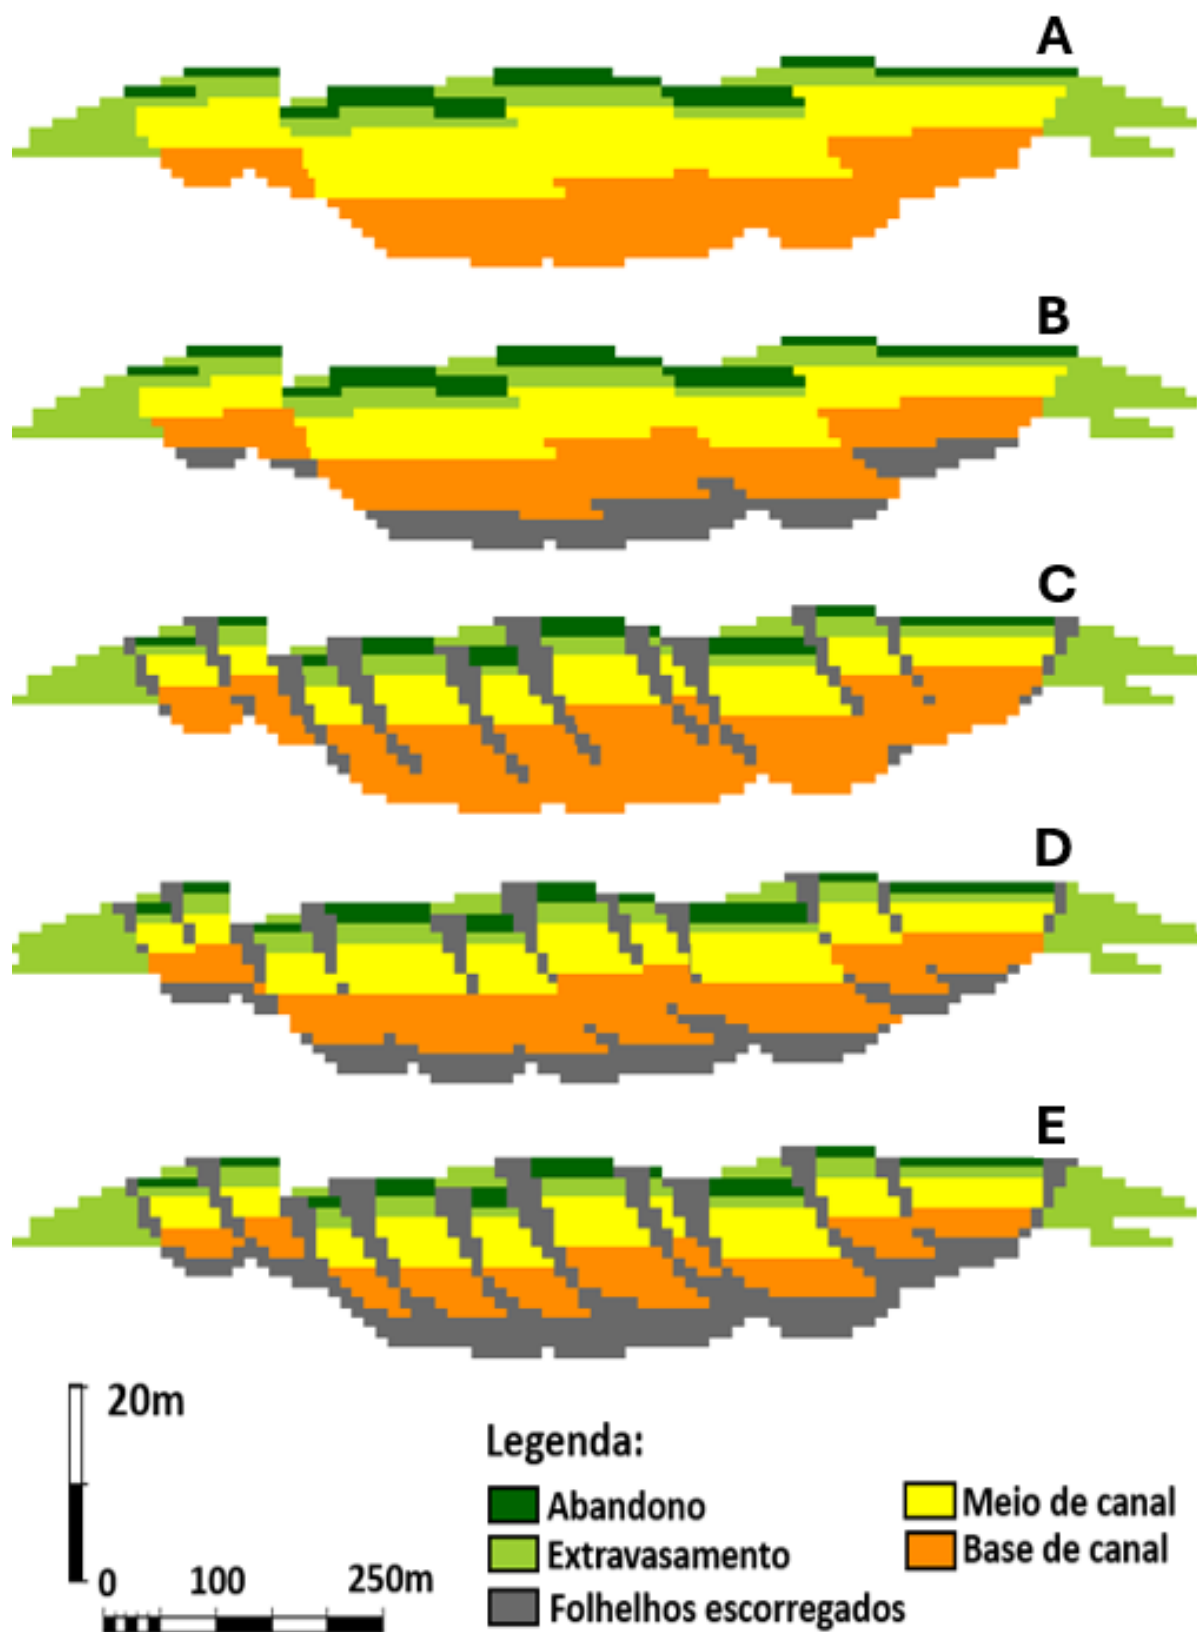 A
B
C
D
E
20m
0 100 250m
Legenda:
Abandono
Extravasamento
Folhelhos escorregados
Meio de canal
Base de canal